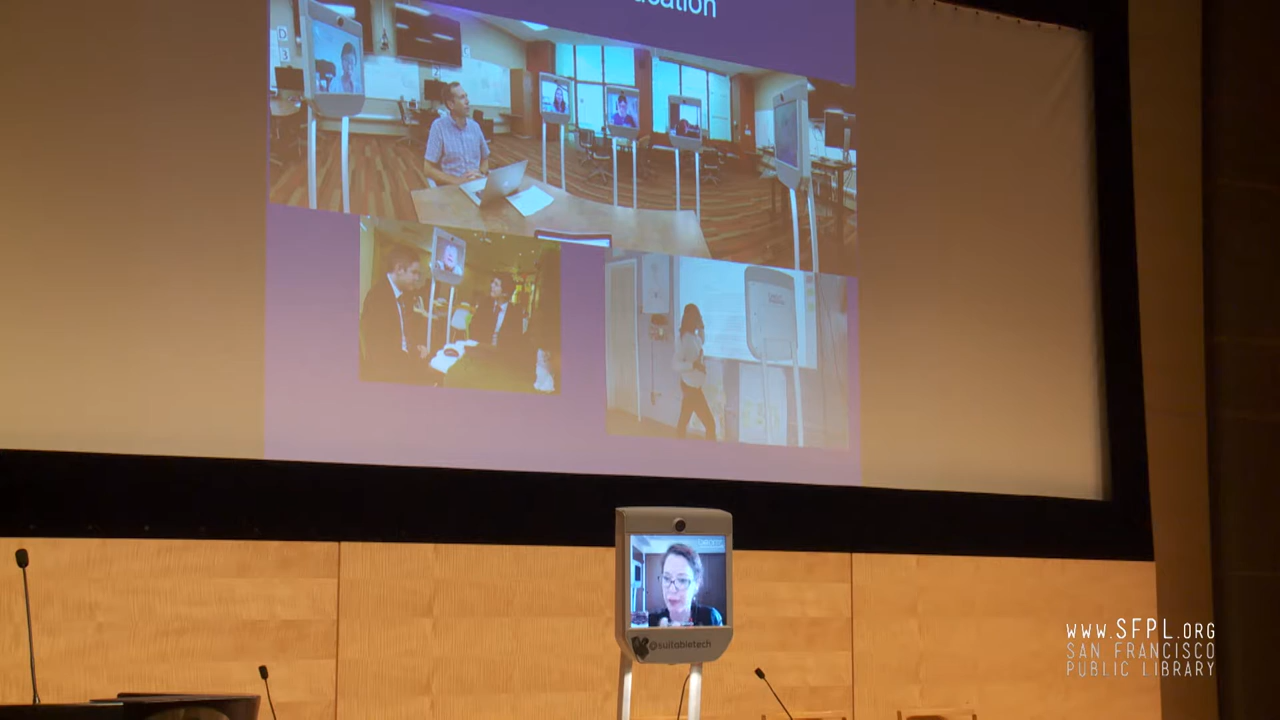 ucation
@suitabletech
www.SFPL.ORG
SAN FRANCISCO
PUBLIC LIBRARY